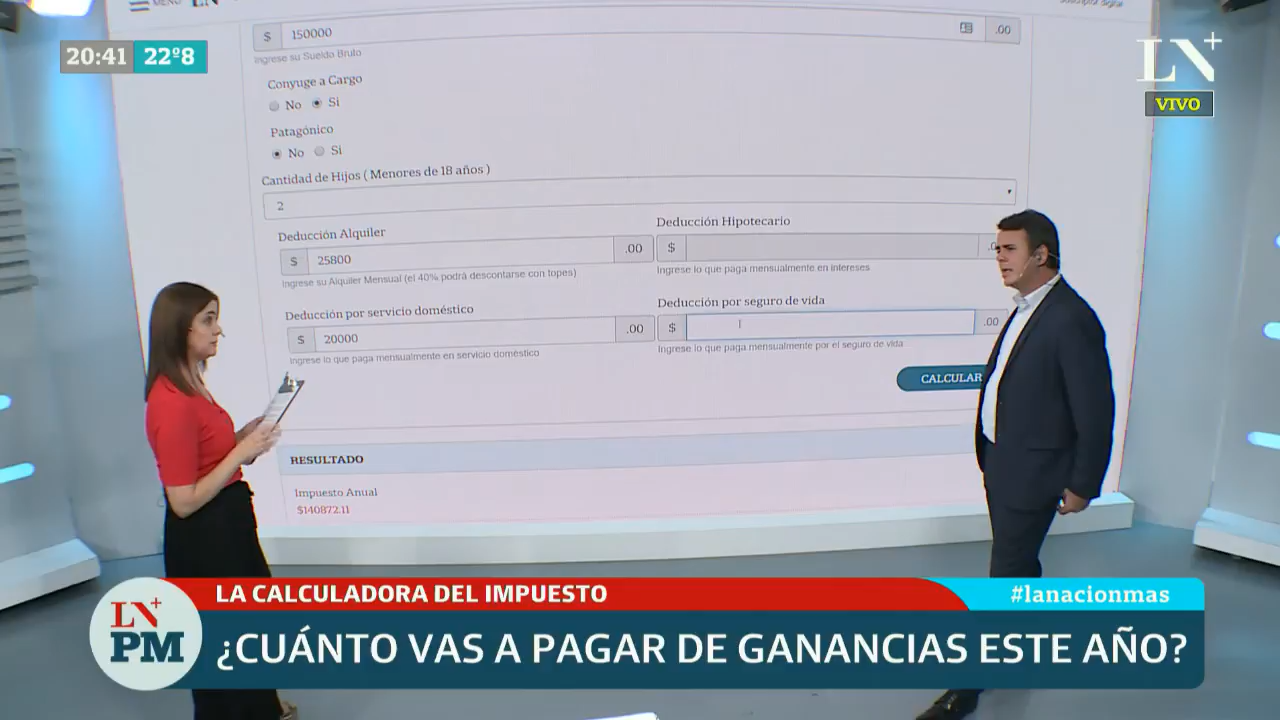 MENU
LN
Suscriptor digital
20:41 22º8
LN+
VIVO
$ 150000 .00
Ingrese su Sueldo Bruto
Conyuge a Cargo
No Si
Patagónico
No Si
Cantidad de Hijos ( Menores de 18 años )
2
Deducción Alquiler
$ 25800 .00
Ingrese su Alquiler Mensual (el 40% podrá descontarse con topes)
Deducción Hipotecario
$
Ingrese lo que paga mensualmente en intereses
Deducción por servicio doméstico
$ 20000 .00
Ingrese lo que paga mensualmente en servicio doméstico
Deducción por seguro de vida
$ .00
Ingrese lo que paga mensualmente por el seguro de vida
CALCULAR
RESULTADO
Impuesto Anual
$140872.11
LA CALCULADORA DEL IMPUESTO
#lanacionmas
LN+
PM
¿CUÁNTO VAS A PAGAR DE GANANCIAS ESTE AÑO?